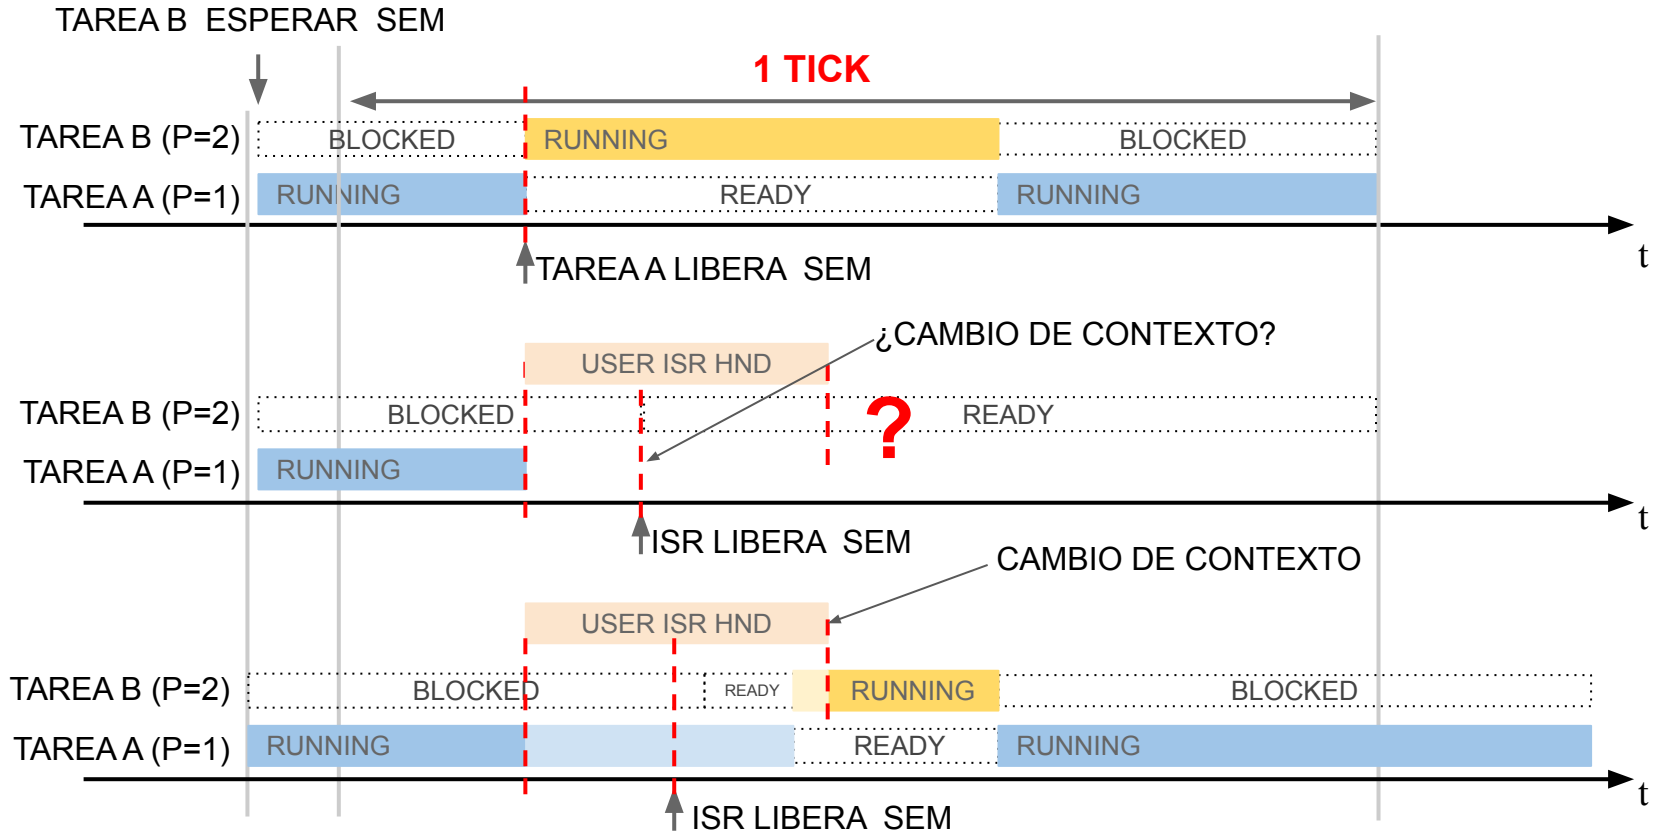 TAREA B ESPERAR SEM
1 TICK
TAREA B (P=2) BLOCKED RUNNING BLOCKED
TAREA A (P=1) RUNNING READY RUNNING
t
TAREA A LIBERA SEM
¿CAMBIO DE CONTEXTO?
USER ISR HND
TAREA B (P=2) BLOCKED ? READY
TAREA A (P=1) RUNNING
t
ISR LIBERA SEM
CAMBIO DE CONTEXTO
USER ISR HND
TAREA B (P=2) BLOCKED READY RUNNING BLOCKED
TAREA A (P=1) RUNNING READY RUNNING
t
ISR LIBERA SEM